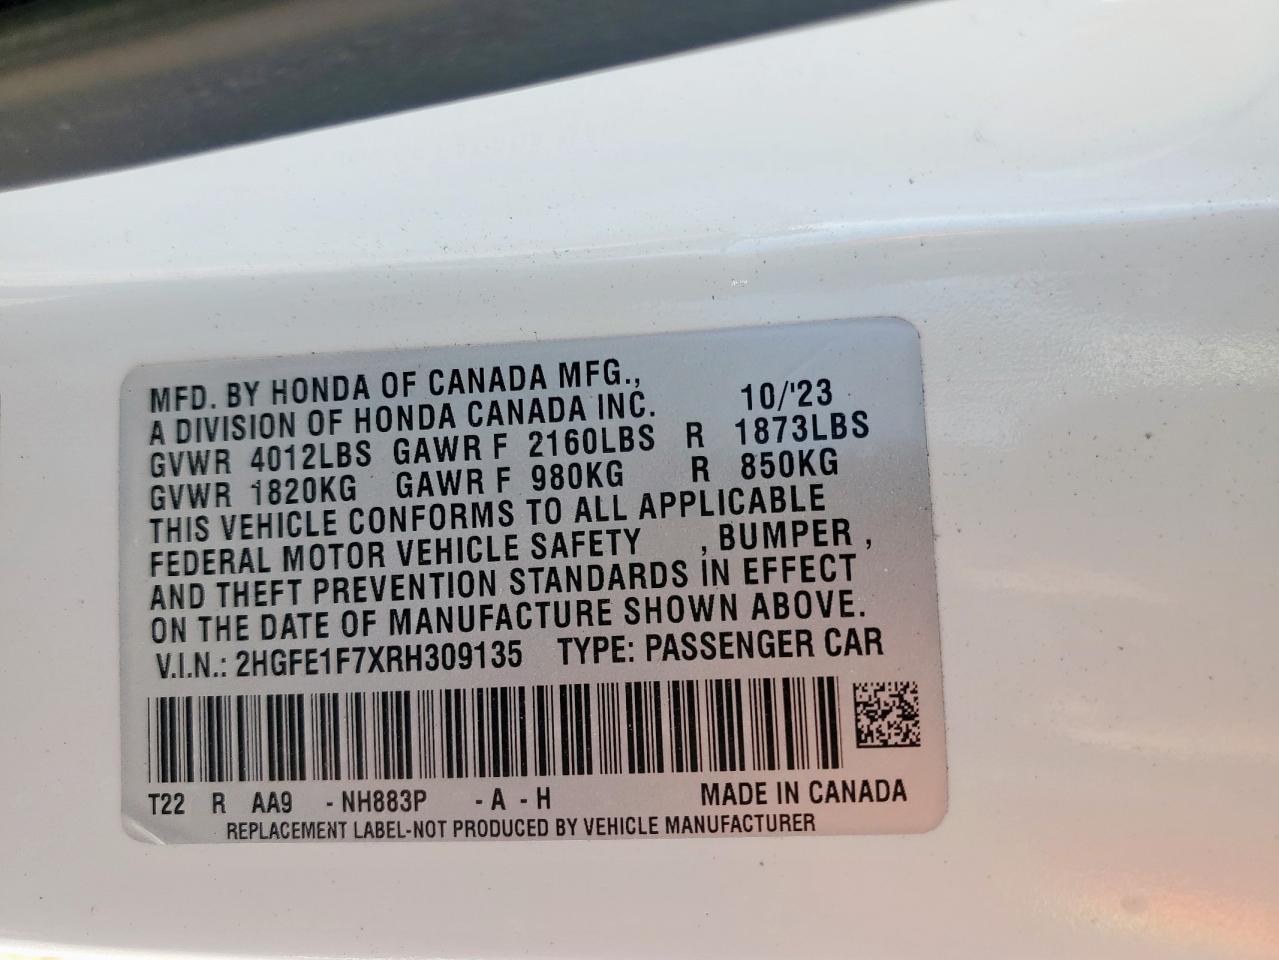 MFD. BY HONDA OF CANADA MFG.,
A DIVISION OF HONDA CANADA INC. 10/'23
GVWR 4012LBS GAWR F 2160LBS R 1873LBS
GVWR 1820KG GAWR F 980KG R 850KG
THIS VEHICLE CONFORMS TO ALL APPLICABLE
FEDERAL MOTOR VEHICLE SAFETY , BUMPER ,
AND THEFT PREVENTION STANDARDS IN EFFECT
ON THE DATE OF MANUFACTURE SHOWN ABOVE.
V.I.N.: 2HGFE1F7XRH309135 TYPE: PASSENGER CAR
T22 R AA9 - NH883P - A - H MADE IN CANADA
REPLACEMENT LABEL-NOT PRODUCED BY VEHICLE MANUFACTURER